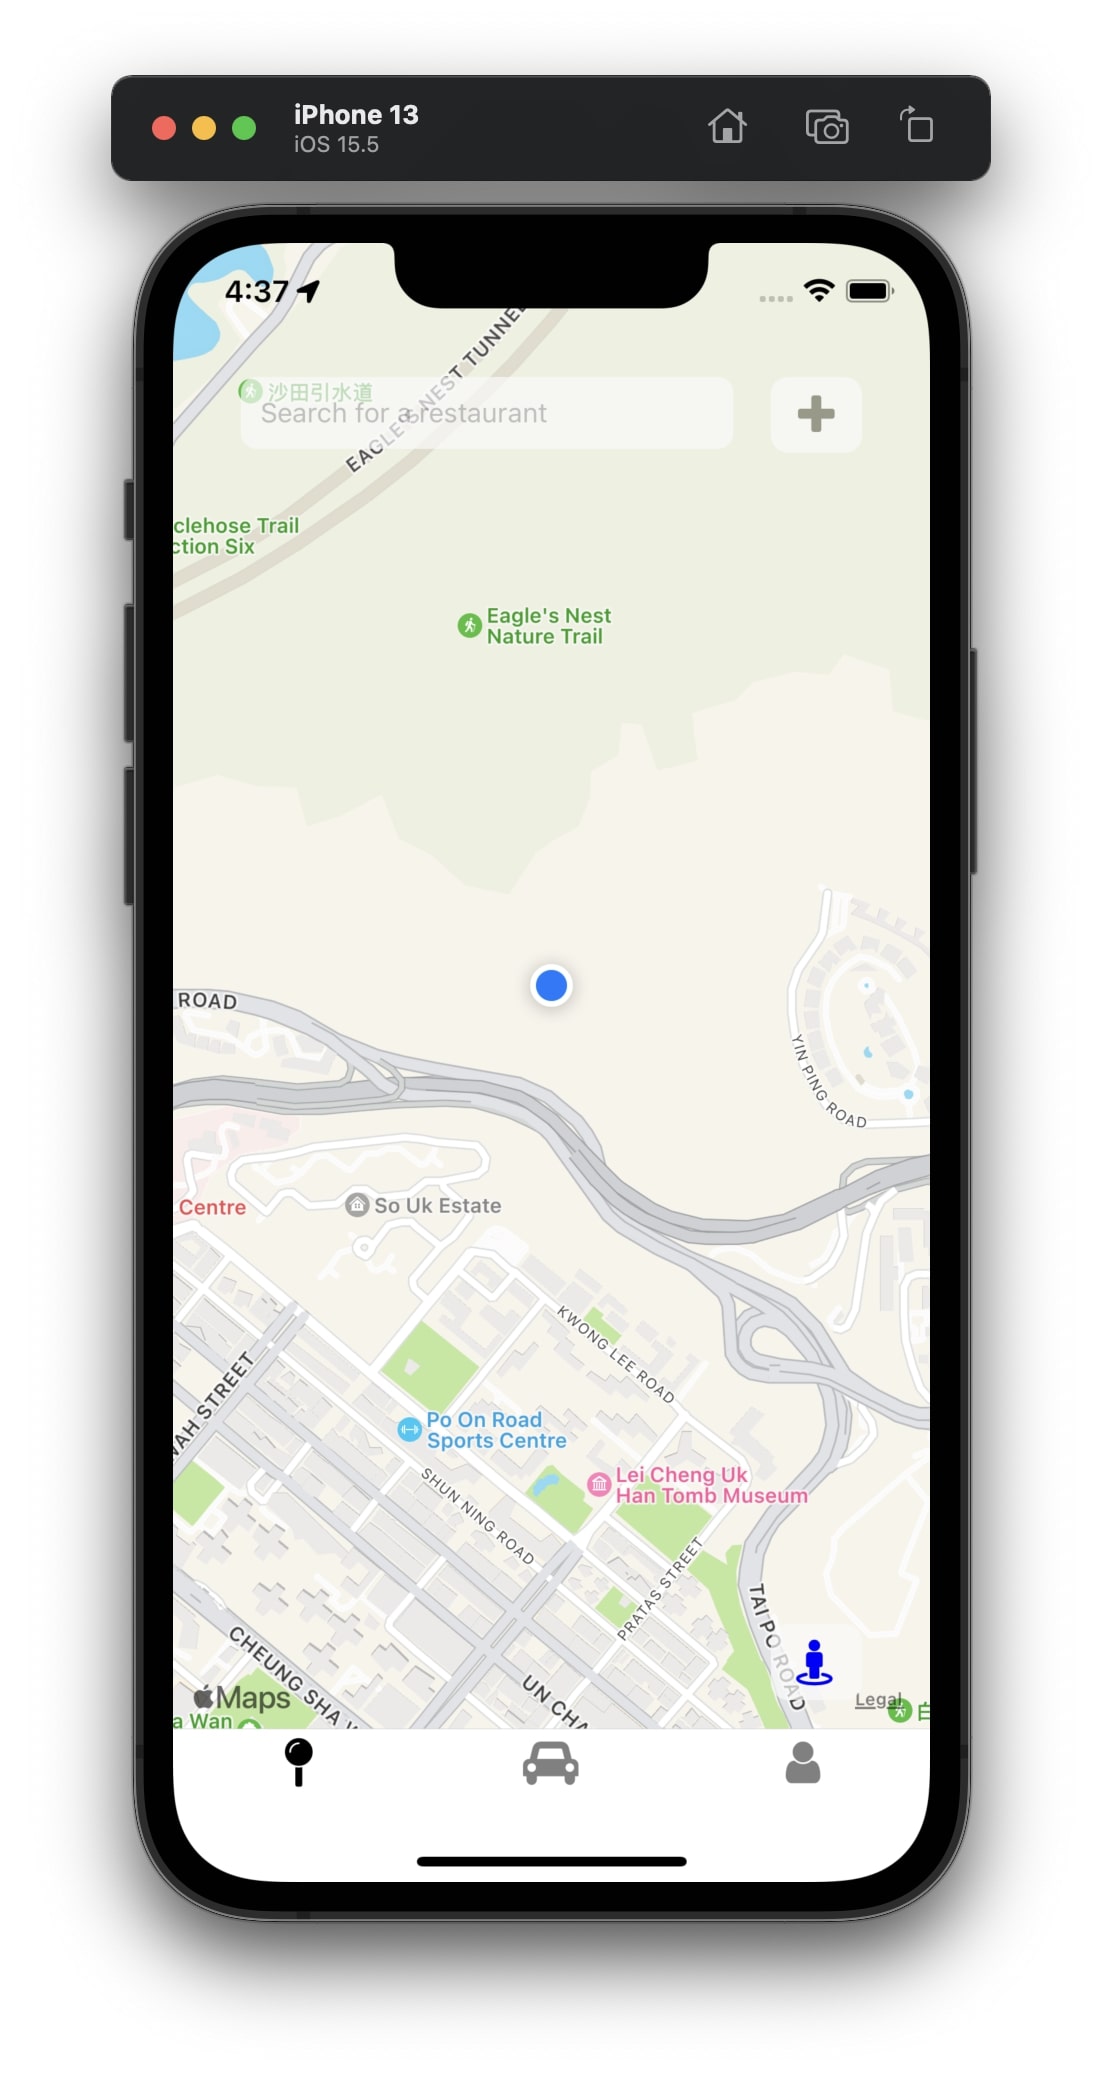 iPhone 13
iOS 15.5
4:37
EAGLE'S NEST TUNNEL
沙田引水道
Search for a restaurant
clehose Trail
ction Six
Eagle's Nest
Nature Trail
ROAD
YIN PING ROAD
Centre
So Uk Estate
KWONG LEE ROAD
WAH STREET
Po On Road
Sports Centre
SHUN NING ROAD
Lei Cheng Uk
Han Tomb Museum
PRATAS STREET
TAI PO ROAD
CHEUNG SHA W
UN CHA
Maps
Legal
a Wan
白